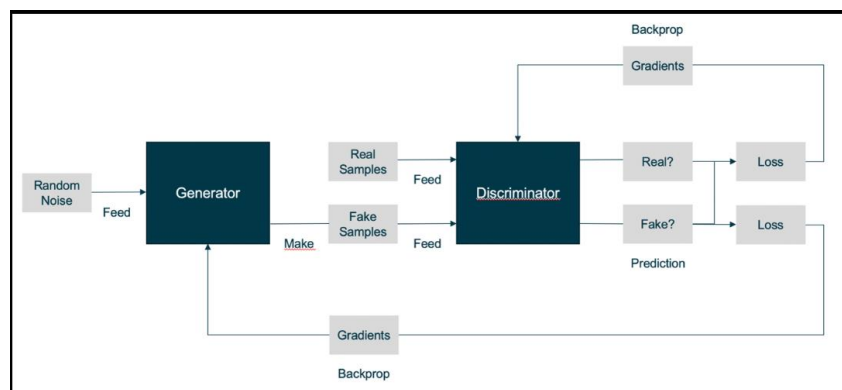 Backprop
Gradients
Real
Samples
Real?
Loss
Random
Noise
Feed
Generator
Feed
Discriminator
Make
Fake
Samples
Feed
Fake?
Loss
Prediction
Gradients
Backprop